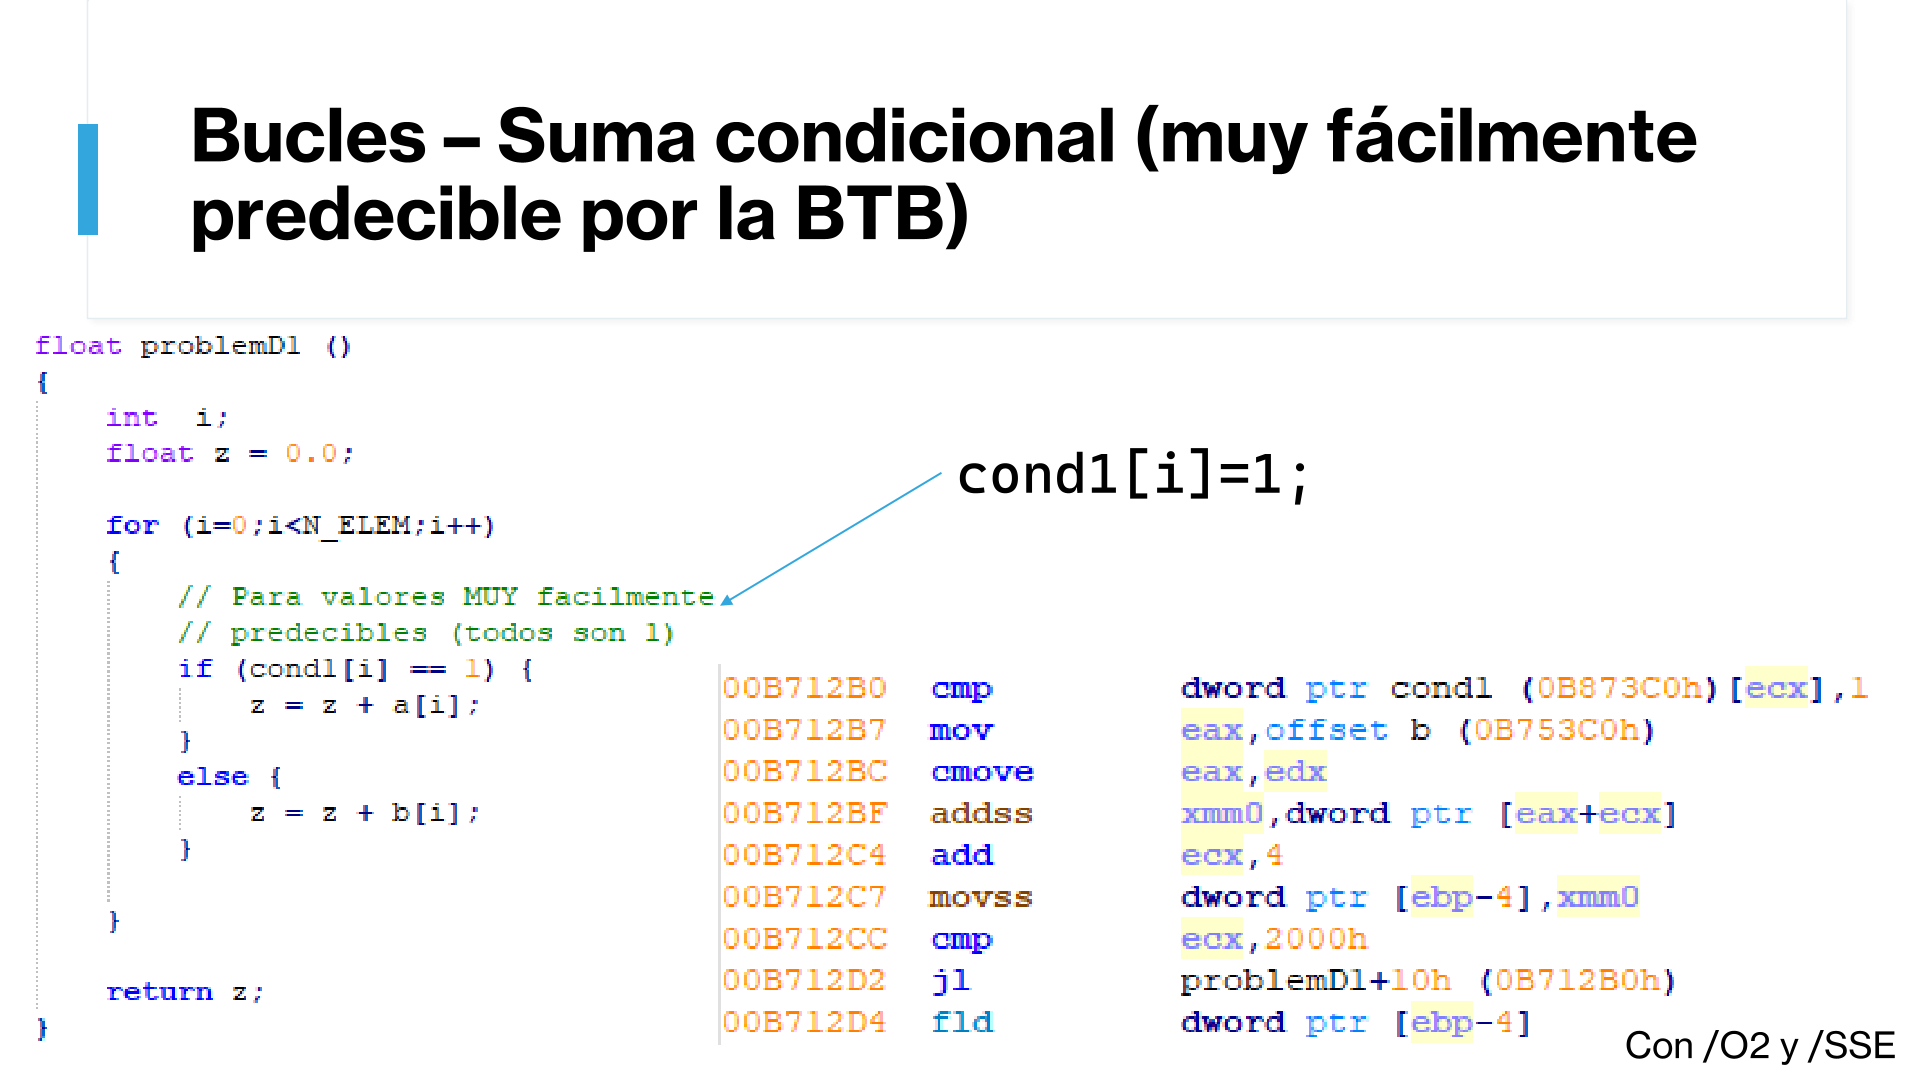 Bucles – Suma condicional (muy fácilmente
predecible por la BTB)
float problemD1 ()
{
int i;
float z = 0.0;
for (i=0;i<N_ELEM;i++)
{
// Para valores MUY facilmente
// predecibles (todos son 1)
if (cond1[i] == 1) {
z = z + a[i];
}
else {
z = z + b[i];
}
}
return z;
}
cond1[i]=1;
00B712B0 cmp dword ptr cond1 (0B873C0h)[ecx],1
00B712B7 mov eax,offset b (0B753C0h)
00B712BC cmove eax,edx
00B712BF addss xmm0,dword ptr [eax+ecx]
00B712C4 add ecx,4
00B712C7 movss dword ptr [ebp-4],xmm0
00B712CC cmp ecx,2000h
00B712D2 jl problemD1+10h (0B712B0h)
00B712D4 fld dword ptr [ebp-4]
Con /O2 y /SSE